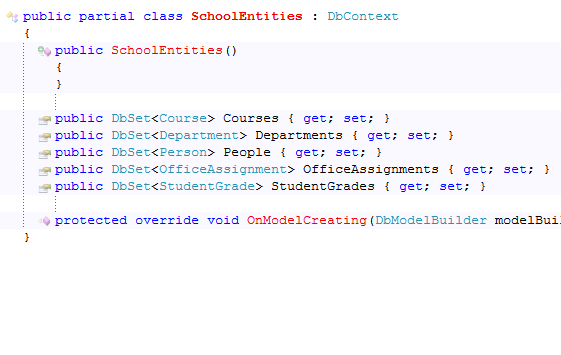 public partial class SchoolEntities : DbContext
{
public SchoolEntities()
{
}
public DbSet<Course> Courses { get; set; }
public DbSet<Department> Departments { get; set; }
public DbSet<Person> People { get; set; }
public DbSet<OfficeAssignment> OfficeAssignments { get; set; }
public DbSet<StudentGrade> StudentGrades { get; set; }
protected override void OnModelCreating(DbModelBuilder modelBui
}